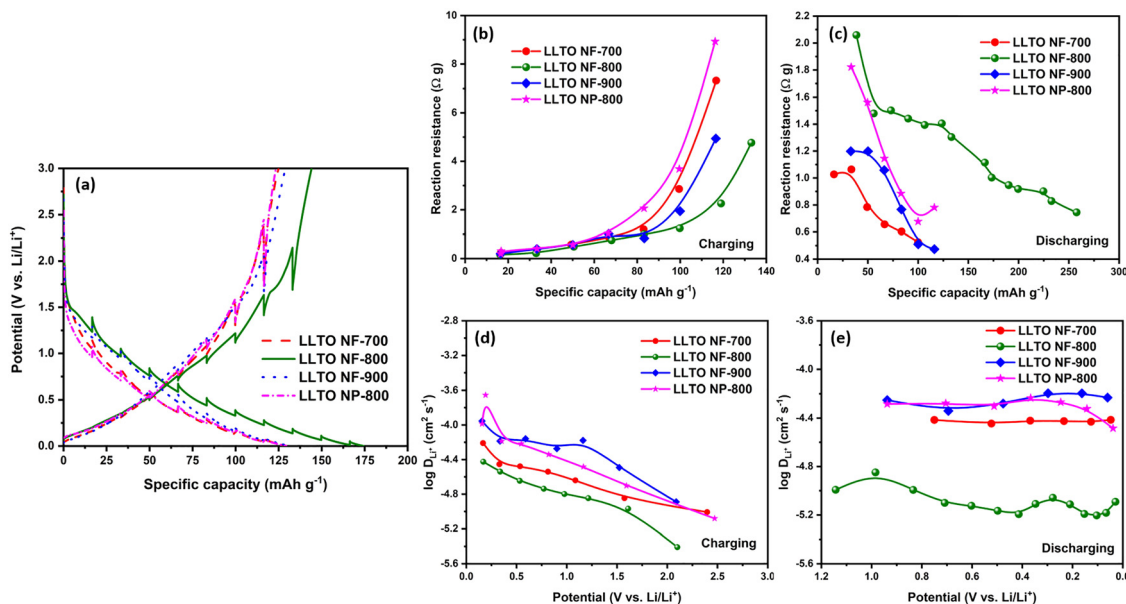 (a)
3.0
2.5
2.0
1.5
1.0
0.5
0.0
Potential (V vs. Li/Li⁺)
LLTO NF-700
LLTO NF-800
LLTO NF-900
LLTO NP-800
0 25 50 75 100 125 150 175 200
Specific capacity (mAh g⁻¹)
(b)
10
8
6
4
2
0
Reaction resistance (Ω g)
LLTO NF-700
LLTO NF-800
LLTO NF-900
LLTO NP-800
Charging
0 20 40 60 80 100 120 140
Specific capacity (mAh g⁻¹)
(c)
2.2
2.0
1.8
1.6
1.4
1.2
1.0
0.8
0.6
0.4
Reaction resistance (Ω g)
LLTO NF-700
LLTO NF-800
LLTO NF-900
LLTO NP-800
Discharging
0 50 100 150 200 250 300
Specific capacity (mAh g⁻¹)
(d)
-2.8
-3.2
-3.6
-4.0
-4.4
-4.8
-5.2
-5.6
log D_Li⁺ (cm² s⁻¹)
LLTO NF-700
LLTO NF-800
LLTO NF-900
LLTO NP-800
Charging
0.0 0.5 1.0 1.5 2.0 2.5 3.0
Potential (V vs. Li/Li⁺)
(e)
-3.6
-4.0
-4.4
-4.8
-5.2
-5.6
log D_Li⁺ (cm² s⁻¹)
LLTO NF-700
LLTO NF-800
LLTO NF-900
LLTO NP-800
Discharging
1.2 1.0 0.8 0.6 0.4 0.2 0.0
Potential (V vs. Li/Li⁺)